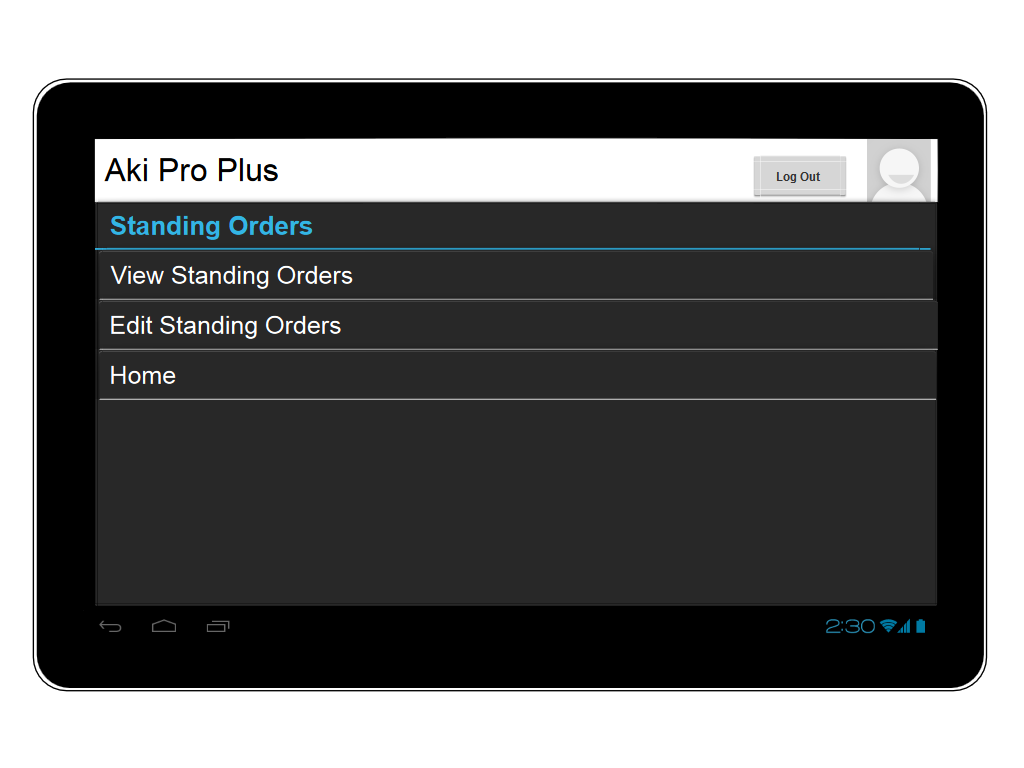 Aki Pro Plus
Log Out
Standing Orders
View Standing Orders
Edit Standing Orders
Home
2:30